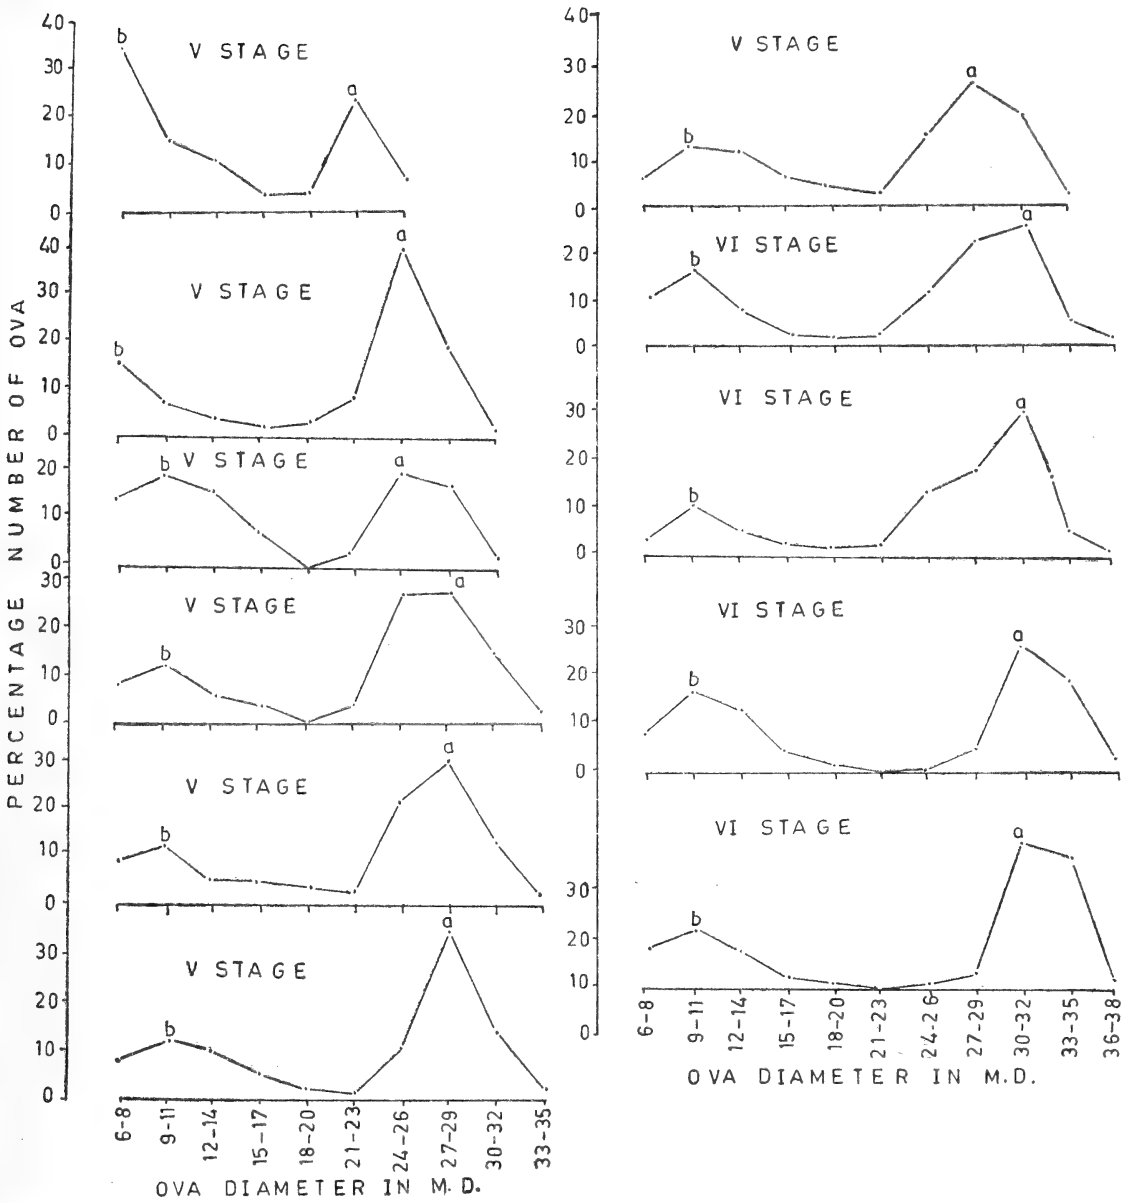 PERCENTAGE NUMBER OF OVA
40
b
V STAGE
30
a
20
10
0
a
40
V STAGE
30
b
20
10
0
b V STAGE a
20
10
0
30
a
V STAGE
20
b
10
0
a
30
V STAGE
20
b
10
0
a
30
V STAGE
20
b
10
0
6-8 9-11 12-14 15-17 18-20 21-23 24-26 27-29 30-32 33-35
OVA DIAMETER IN M.D.
40
V STAGE
30
a
20
b
10
0
a
VI STAGE
20
b
10
0
VI STAGE
a
30
20
b
10
0
VI STAGE
30
a
20
b
10
0
VI STAGE
a
30
20
b
10
0
6-8 9-11 12-14 15-17 18-20 21-23 24-26 27-29 30-32 33-35 36-38
OVA DIAMETER IN M.D.